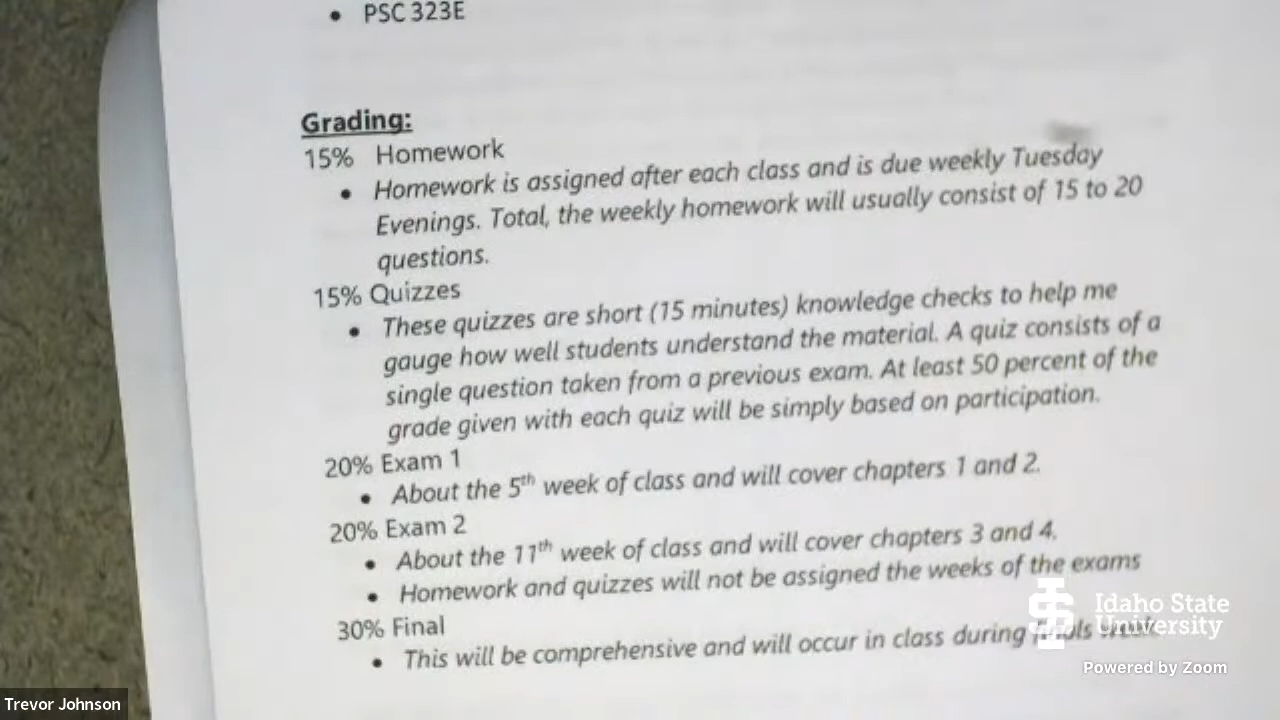 • PSC 323E
Grading:
15% Homework
• Homework is assigned after each class and is due weekly Tuesday
Evenings. Total, the weekly homework will usually consist of 15 to 20
questions.
15% Quizzes
• These quizzes are short (15 minutes) knowledge checks to help me
gauge how well students understand the material. A quiz consists of a
single question taken from a previous exam. At least 50 percent of the
grade given with each quiz will be simply based on participation.
20% Exam 1
• About the 5th week of class and will cover chapters 1 and 2.
20% Exam 2
• About the 11th week of class and will cover chapters 3 and 4.
• Homework and quizzes will not be assigned the weeks of the exams
30% Final
• This will be comprehensive and will occur in class during finals
Idaho State
University
Powered by Zoom
Trevor Johnson